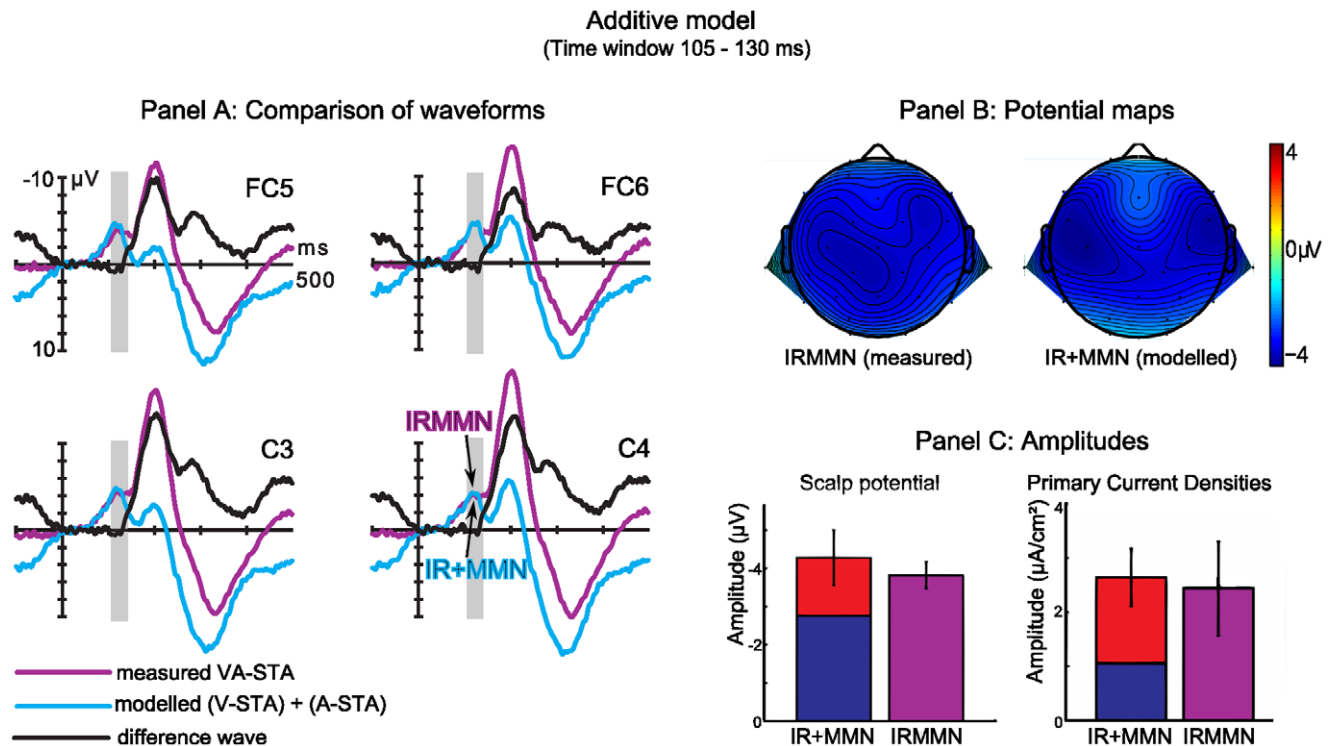 Additive model
(Time window 105 - 130 ms)
Panel A: Comparison of waveforms
-10
µV
FC5
ms
500
10
FC6
C3
IRMMN
C4
IR+MMN
measured VA-STA
modelled (V-STA) + (A-STA)
difference wave
Panel B: Potential maps
4
0µV
−4
IRMMN (measured)
IR+MMN (modelled)
Panel C: Amplitudes
Scalp potential
Amplitude (µV)
-4
-2
0
IR+MMN
IRMMN
Primary Current Densities
Amplitude (µA/cm²)
4
2
0
IR+MMN
IRMMN